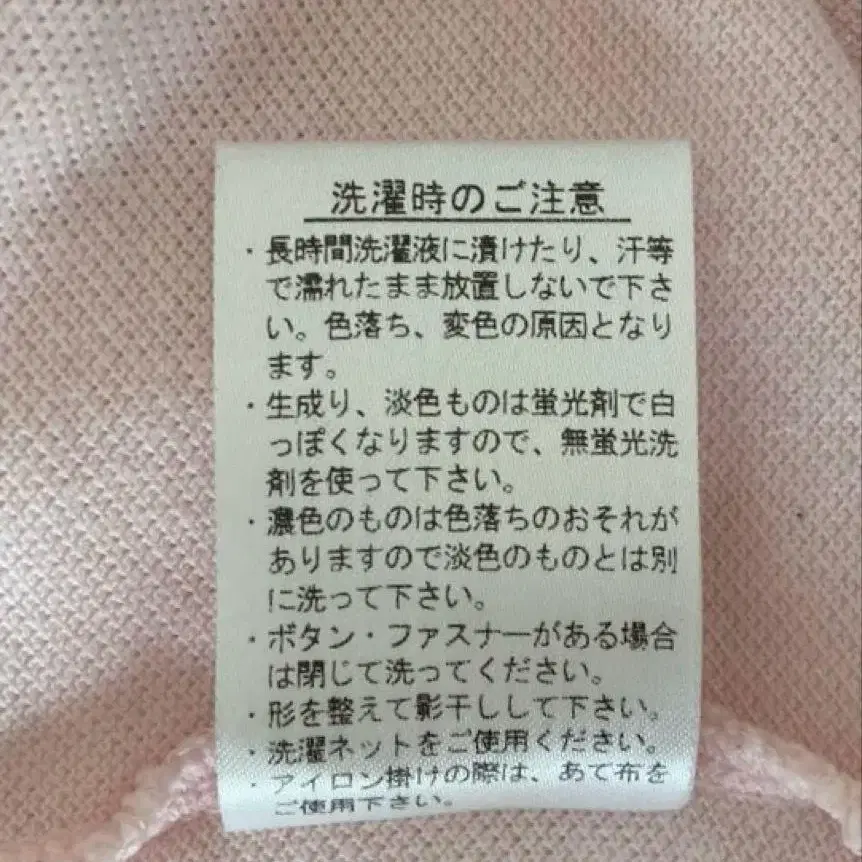 洗濯時のご注意
・長時間洗濯液に漬けたり、汗等
で濡れたまま放置しないで下さ
い。色落ち、変色の原因となり
ます。
・生成り、淡色ものは蛍光剤で白
っぽくなりますので、無蛍光洗
剤を使って下さい。
・濃色のものは色落ちのおそれが
ありますので淡色のものとは別
に洗って下さい。
・ボタン・ファスナーがある場合
は閉じて洗ってください。
・形を整えて影干しして下さい。
・洗濯ネットをご使用ください。
・アイロン掛けの際は、あて布を
ご使用下さい。